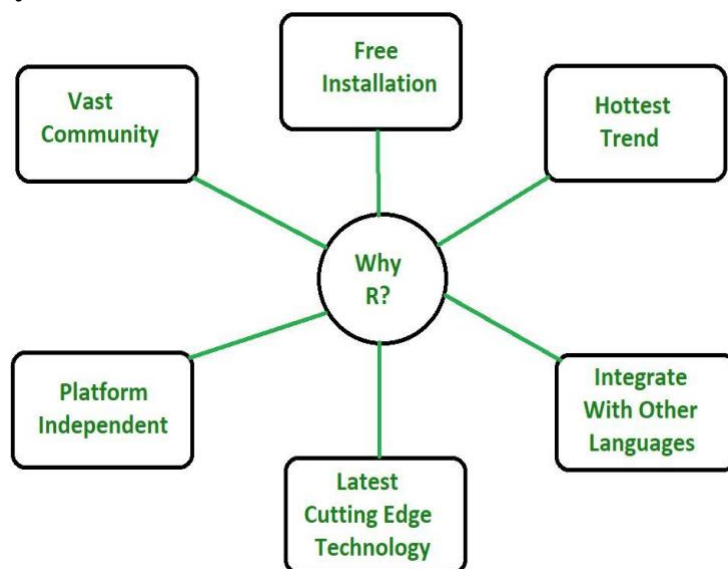 Free
Installation
Vast
Community
Hottest
Trend
Why
R?
Platform
Independent
Integrate
With Other
Languages
Latest
Cutting Edge
Technology